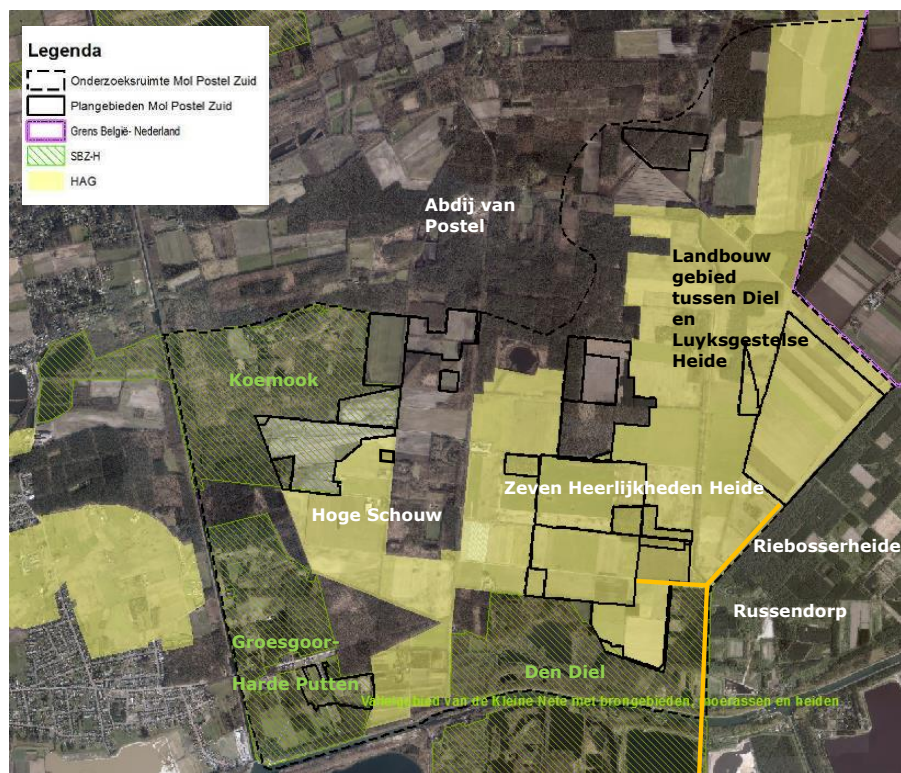 Legenda
Onderzoeksruimte Mol Postel Zuid
Plangebieden Mol Postel Zuid
Grens België- Nederland
SBZ-H
HAG
Abdij van
Postel
Landbouw
gebied
tussen Diel
en
Luyksgestelse
Heide
Koemook
Zeven Heerlijkheden Heide
Hoge Schouw
Riebosserheide
Russendorp
Groesgoor-
Harde Putten
Den Diel
Valleigebied van de Kleine Nete met brongebieden, moerassen en heiden